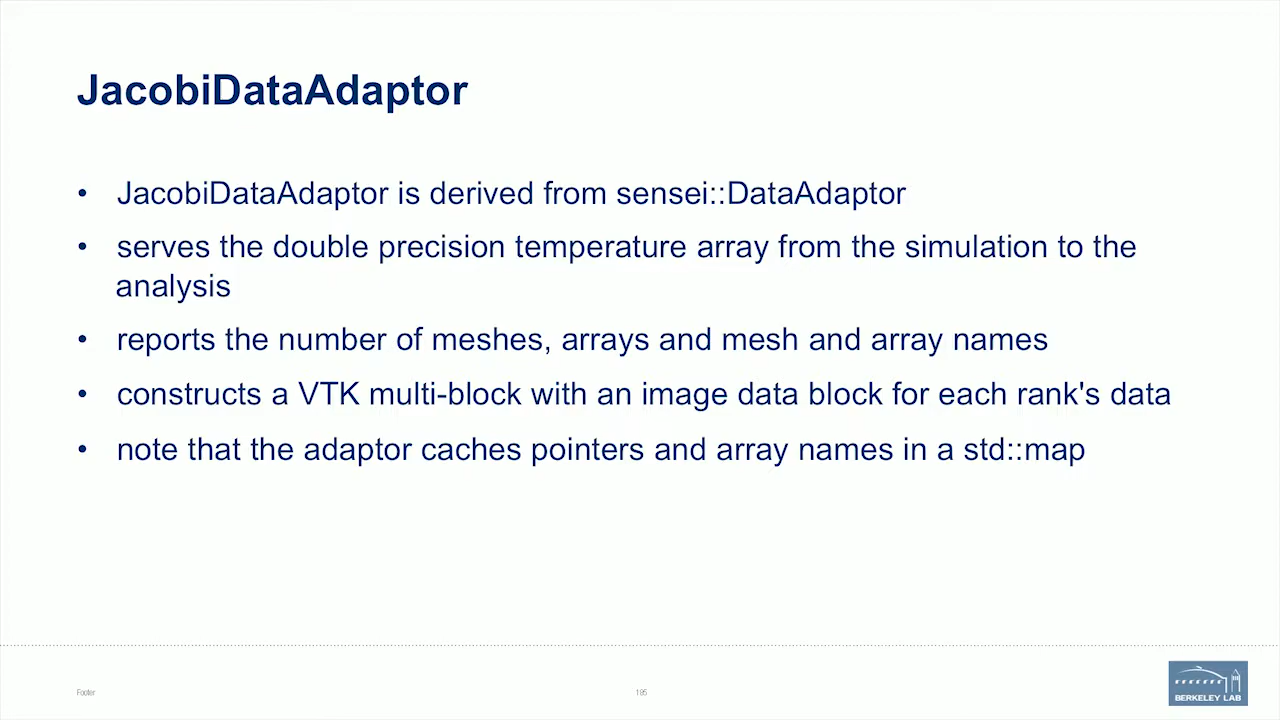 JacobiDataAdaptor
• JacobiDataAdaptor is derived from sensei::DataAdaptor
• serves the double precision temperature array from the simulation to the
analysis
• reports the number of meshes, arrays and mesh and array names
• constructs a VTK multi-block with an image data block for each rank's data
• note that the adaptor caches pointers and array names in a std::map
Footer
185
BERKELEY LAB